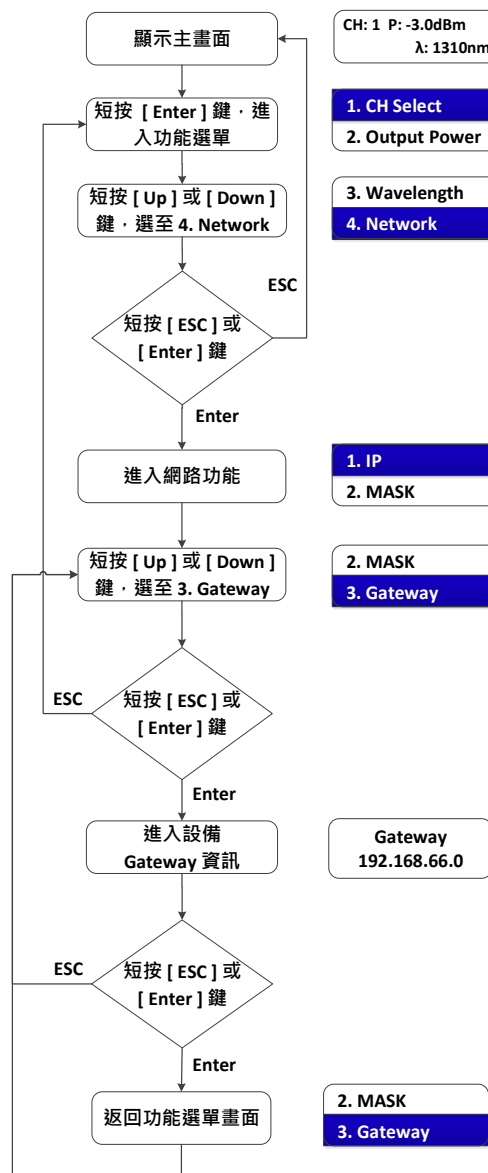 顯示主畫面
CH: 1 P: -3.0dBm
λ: 1310nm
短按 [ Enter ] 鍵，進
入功能選單
1. CH Select
2. Output Power
短按 [ Up ] 或 [ Down ]
鍵，選至 4. Network
3. Wavelength
4. Network
ESC
短按 [ ESC ] 或
[ Enter ] 鍵
Enter
進入網路功能
1. IP
2. MASK
短按 [ Up ] 或 [ Down ]
鍵，選至 3. Gateway
2. MASK
3. Gateway
ESC
短按 [ ESC ] 或
[ Enter ] 鍵
Enter
進入設備
Gateway 資訊
Gateway
192.168.66.0
ESC
短按 [ ESC ] 或
[ Enter ] 鍵
Enter
返回功能選單畫面
2. MASK
3. Gateway